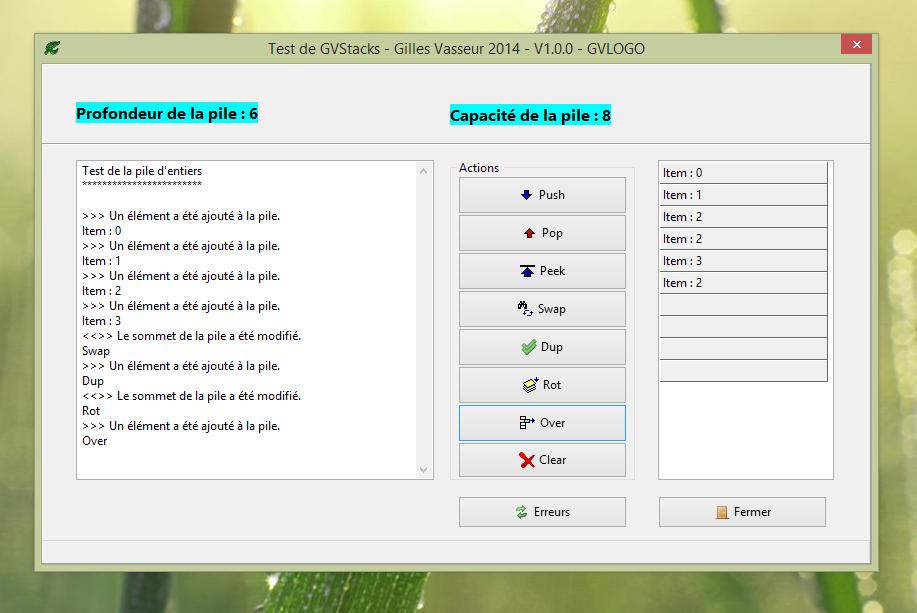 Test de GVStacks - Gilles Vasseur 2014 - V1.0.0 - GVLOGO
Profondeur de la pile : 6
Capacité de la pile : 8
Test de la pile d'entiers
************************
>>> Un élément a été ajouté à la pile.
Item : 0
>>> Un élément a été ajouté à la pile.
Item : 1
>>> Un élément a été ajouté à la pile.
Item : 2
>>> Un élément a été ajouté à la pile.
Item : 3
<<>> Le sommet de la pile a été modifié.
Swap
>>> Un élément a été ajouté à la pile.
Dup
<<>> Le sommet de la pile a été modifié.
Rot
>>> Un élément a été ajouté à la pile.
Over
Actions
Push
Pop
Peek
Swap
Dup
Rot
Over
Clear
Erreurs
Item : 0
Item : 1
Item : 2
Item : 2
Item : 3
Item : 2
Fermer